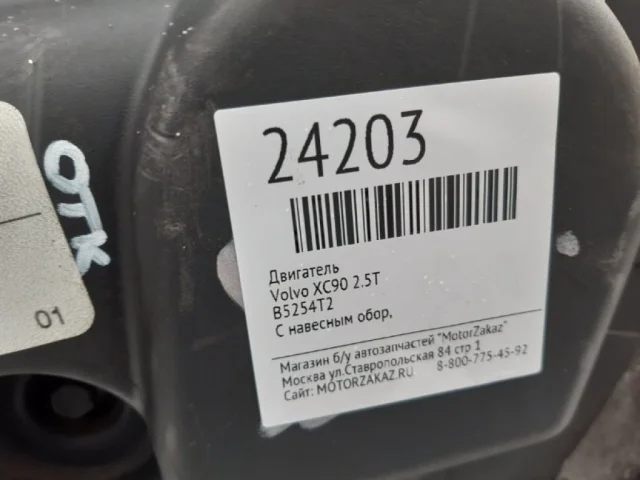 24203
Двигатель
Volvo XC90 2.5T
B5254T2
С навесным обор,
Магазин б/у автозапчастей "MotorZakaz"
Москва ул.Ставропольская 84 стр 1
8-800-775-45-92
Сайт: MOTORZAKAZ.RU
ОТК
01